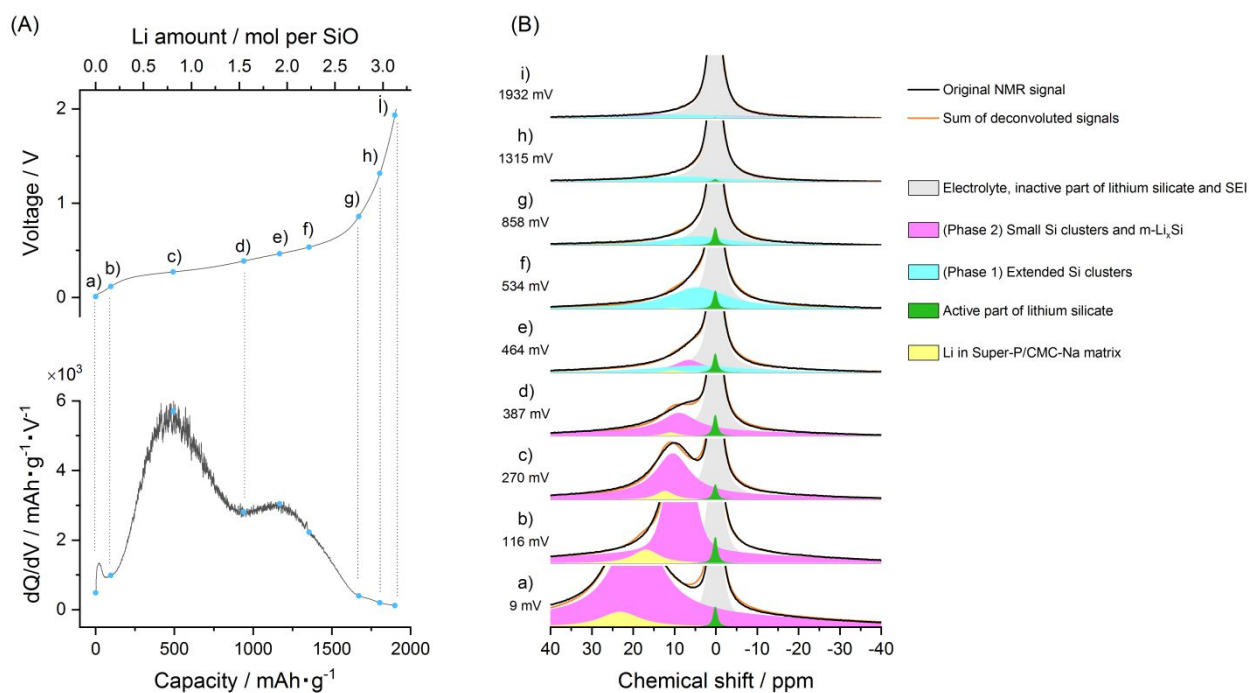 (A)
Li amount / mol per SiO
0.0 0.5 1.0 1.5 2.0 2.5 3.0
Voltage / V
2
1
0
a) b) c) d) e) f) g) h) i)
×10³
dQ/dV / mAh·g⁻¹·V⁻¹
6
4
2
0
0 500 1000 1500 2000
Capacity / mAh·g⁻¹
(B)
i)
1932 mV
h)
1315 mV
g)
858 mV
f)
534 mV
e)
464 mV
d)
387 mV
c)
270 mV
b)
116 mV
a)
9 mV
40 30 20 10 0 -10 -20 -30 -40
Chemical shift / ppm
Original NMR signal
Sum of deconvoluted signals
Electrolyte, inactive part of lithium silicate and SEI
(Phase 2) Small Si clusters and m-LiₓSi
(Phase 1) Extended Si clusters
Active part of lithium silicate
Li in Super-P/CMC-Na matrix